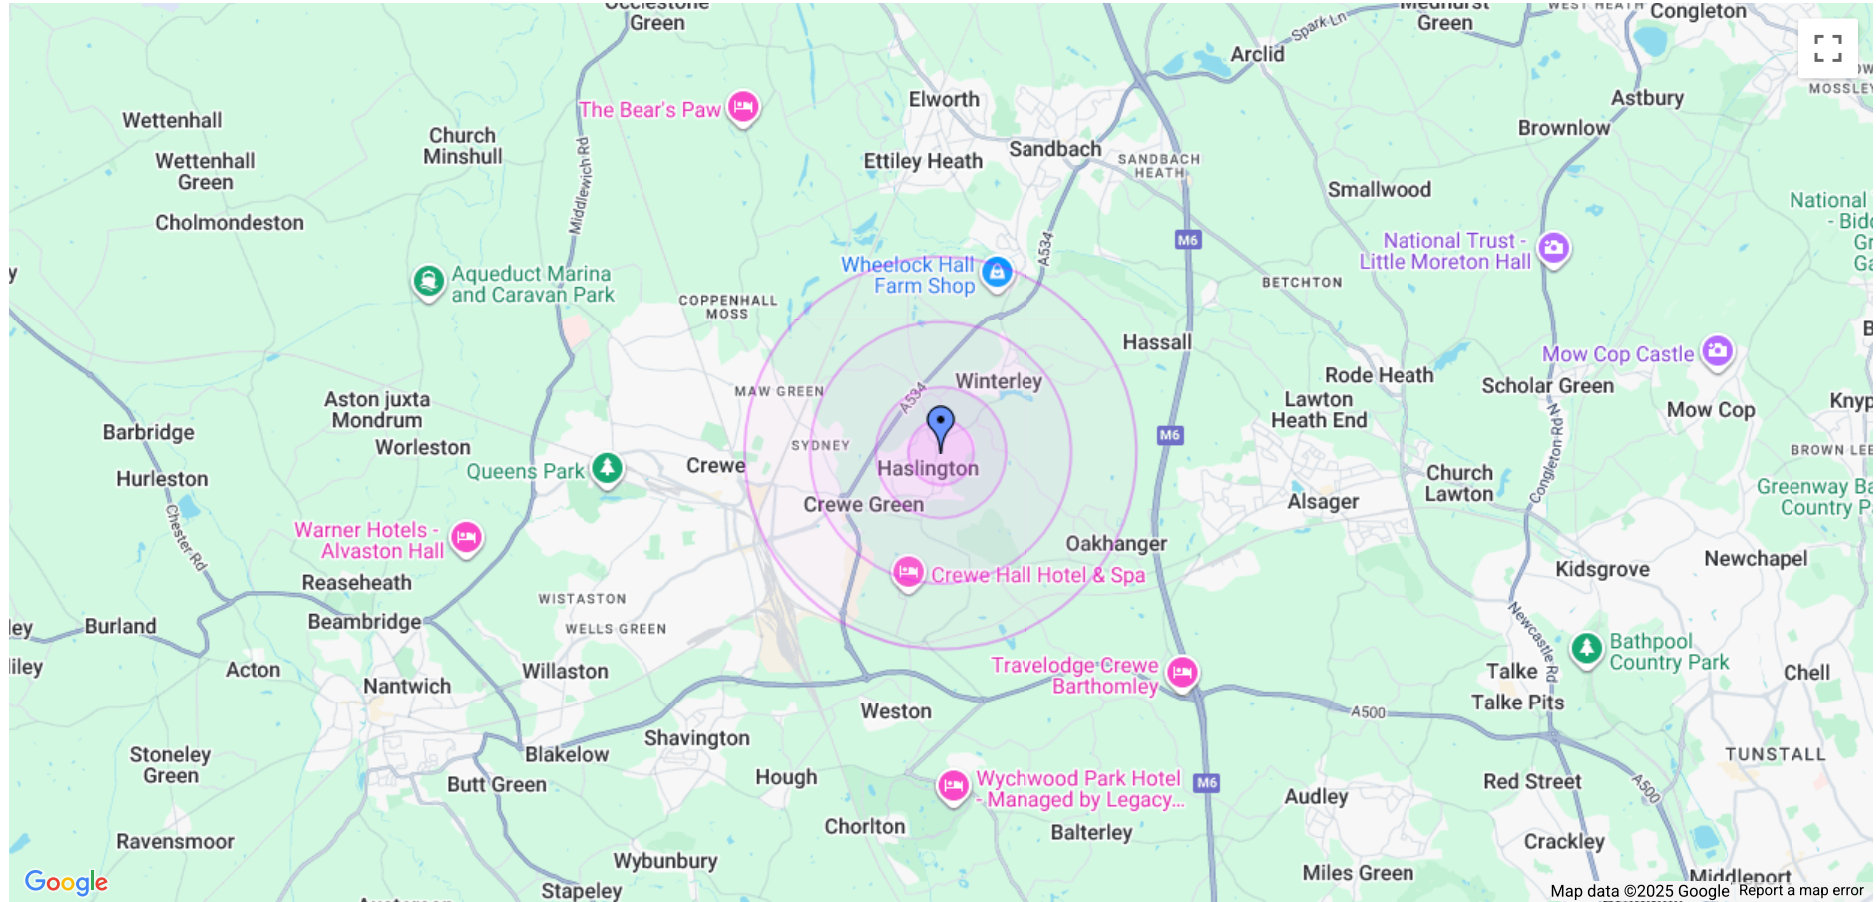 Green
Medhurst
Green
WEST HEATH
Congleton
Spark Ln
Arclid
MOSSLEY
Elworth
Astbury
The Bear's Paw
Wettenhall
Church
Minshull
Brownlow
Middlewich Rd
Sandbach
Wettenhall
Green
Ettiley Heath
SANDBACH
HEATH
Smallwood
National
- Bidd
Gr
Ga
Cholmondeston
A534
M6
National Trust -
Little Moreton Hall
Wheelock Hall
Farm Shop
Aqueduct Marina
and Caravan Park
BETCHTON
COPPENHALL
MOSS
Hassall
Mow Cop Castle
Winterley
Rode Heath
Scholar Green
MAW GREEN
A534
Aston juxta
Mondrum
Lawton
Heath End
Mow Cop
Knyp
Barbridge
SYDNEY
M6
N
Congleton Rd
Worleston
BROWN LEE
Queens Park
Crewe
Haslington
Hurleston
Church
Lawton
Greenway Ba
Country P
Crewe Green
Alsager
Chester Rd
Warner Hotels -
Alvaston Hall
Oakhanger
Newchapel
Kidsgrove
Crewe Hall Hotel & Spa
Reaseheath
WISTASTON
Beambridge
WELLS GREEN
Newcastle Rd
ley
Burland
Bathpool
Country Park
iley
Acton
Willaston
Travelodge Crewe
Barthomley
Talke
Chell
Nantwich
Talke Pits
Weston
A500
Shavington
Stoneley
Green
Blakelow
TUNSTALL
Hough
Wychwood Park Hotel
- Managed by Legacy...
M6
Red Street
A500
Butt Green
Audley
Chorlton
Balterley
Ravensmoor
Crackley
Wybunbury
Miles Green
Middleport
Google
Stapeley
Map data ©2025 Google
Report a map error